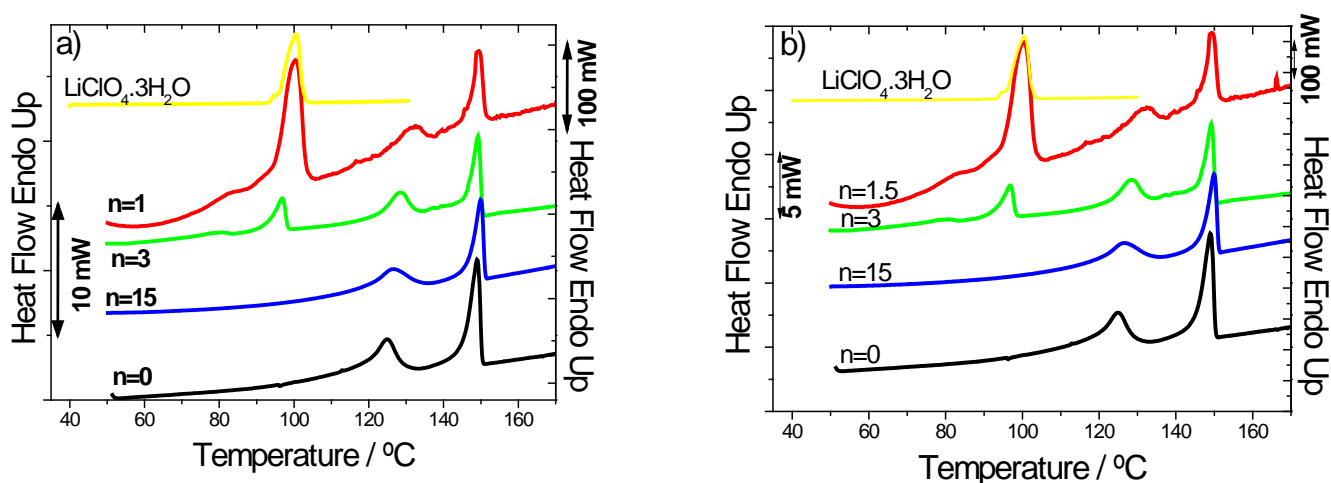 a)
LiClO₄.3H₂O
n=1
n=3
n=15
n=0
10 mW
100 mW
Heat Flow Endo Up
Heat Flow Endo Up
40 60 80 100 120 140 160
Temperature / ºC
b)
LiClO₄.3H₂O
n=1.5
n=3
n=15
n=0
5 mW
100 mW
Heat Flow Endo Up
Heat Flow Endo Up
40 60 80 100 120 140 160
Temperature / ºC